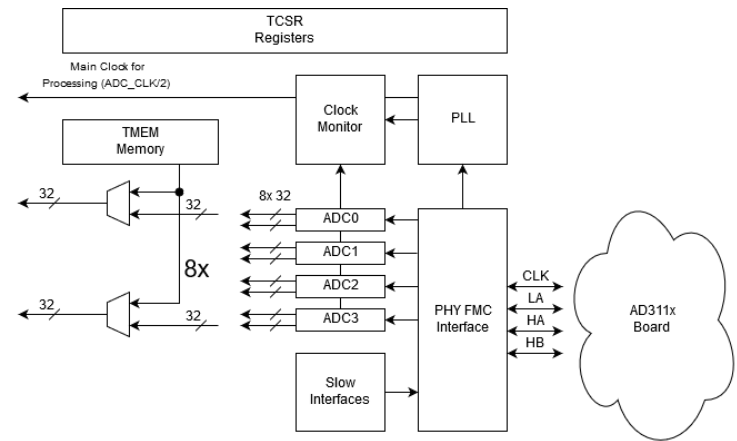 TCSR
Registers
Main Clock for
Processing (ADC_CLK/2)
Clock
Monitor
PLL
TMEM
Memory
32
32
8x 32
ADC0
ADC1
8x
ADC2
32
32
ADC3
PHY FMC
Interface
CLK
LA
HA
HB
AD311x
Board
Slow
Interfaces